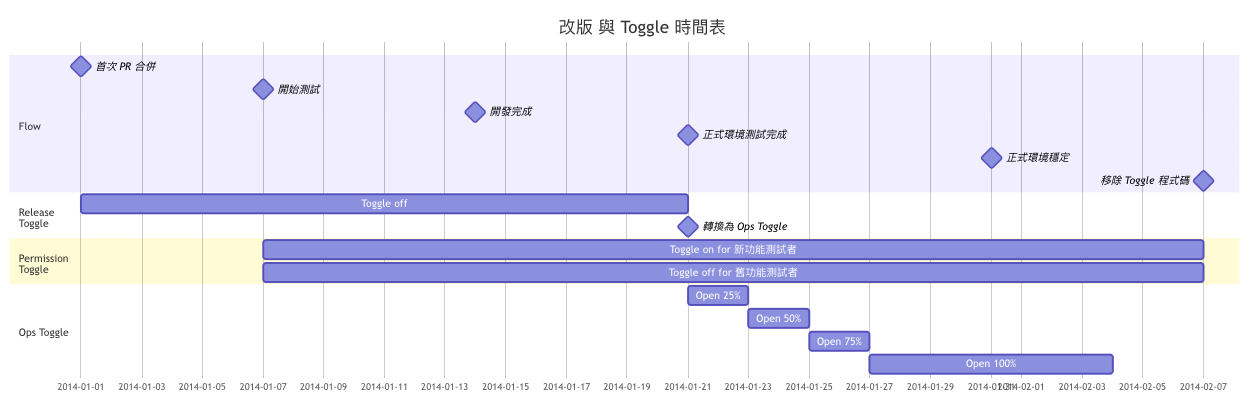 改版 與 Toggle 時間表
首次 PR 合併
開始測試
開發完成
Flow
正式環境測試完成
正式環境穩定
移除 Toggle 程式碼
Toggle off
Release
Toggle
轉換為 Ops Toggle
Toggle on for 新功能測試者
Permission
Toggle
Toggle off for 舊功能測試者
Open 25%
Open 50%
Ops Toggle
Open 75%
Open 100%
2014-01-01 2014-01-03 2014-01-05 2014-01-07 2014-01-09 2014-01-11 2014-01-13 2014-01-15 2014-01-17 2014-01-19 2014-01-21 2014-01-23 2014-01-25 2014-01-27 2014-01-29 2014-01-31 2014-02-01 2014-02-03 2014-02-05 2014-02-07